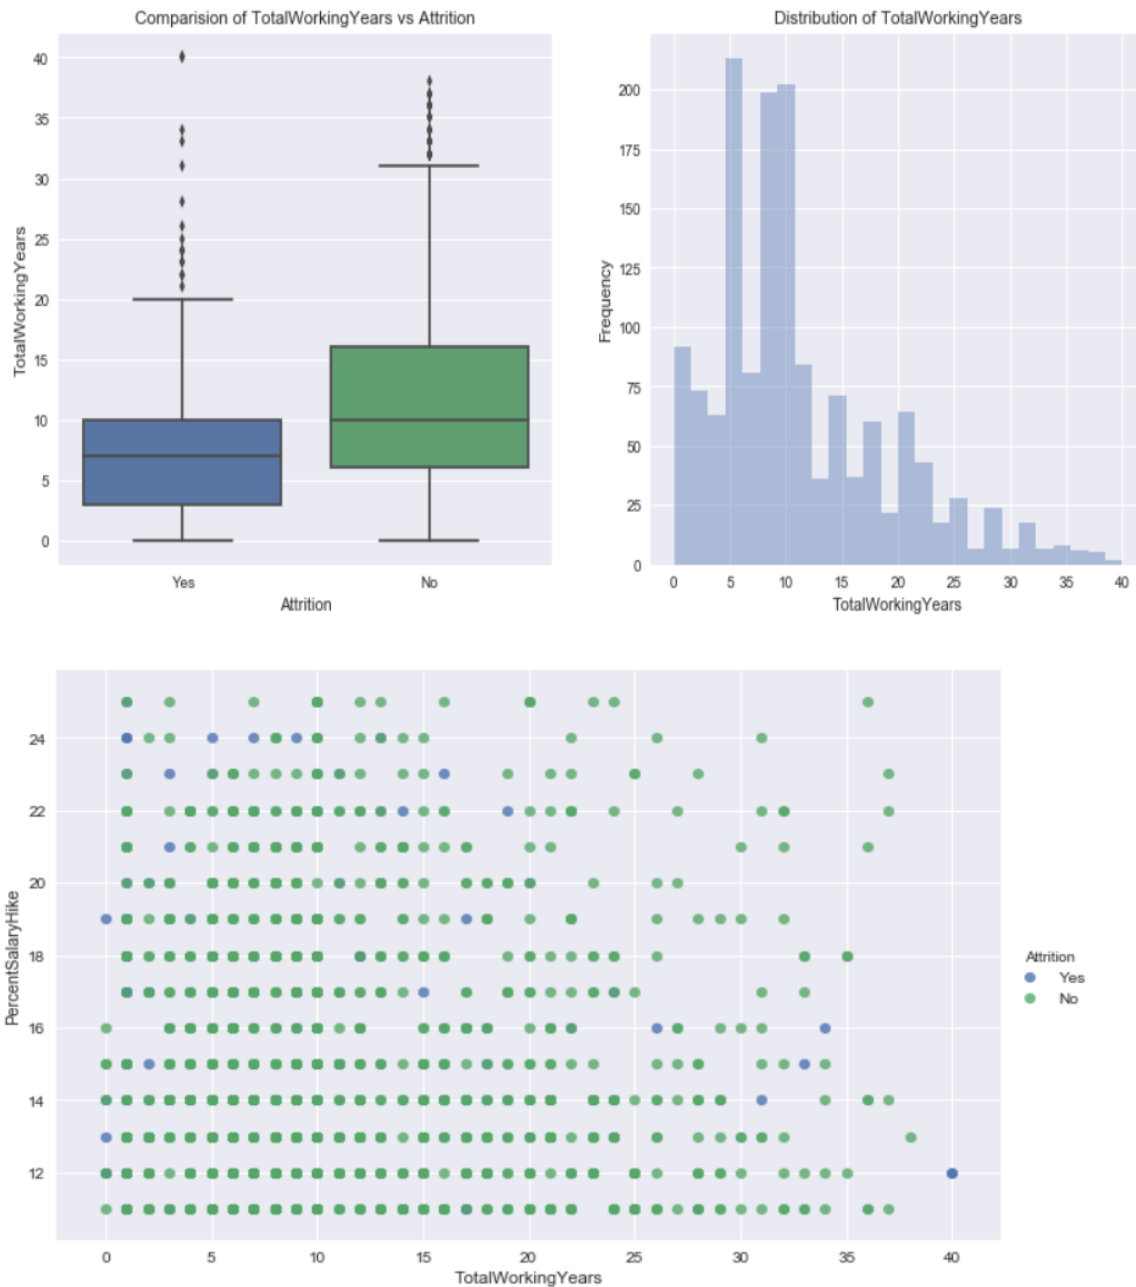 Comparision of TotalWorkingYears vs Attrition
40
35
30
25
20
15
10
5
0
TotalWorkingYears
Yes
No
Attrition
Distribution of TotalWorkingYears
200
175
150
125
100
75
50
25
0
Frequency
0 5 10 15 20 25 30 35 40
TotalWorkingYears
24
22
20
18
16
14
12
PercentSalaryHike
0 5 10 15 20 25 30 35 40
TotalWorkingYears
Attrition
Yes
No